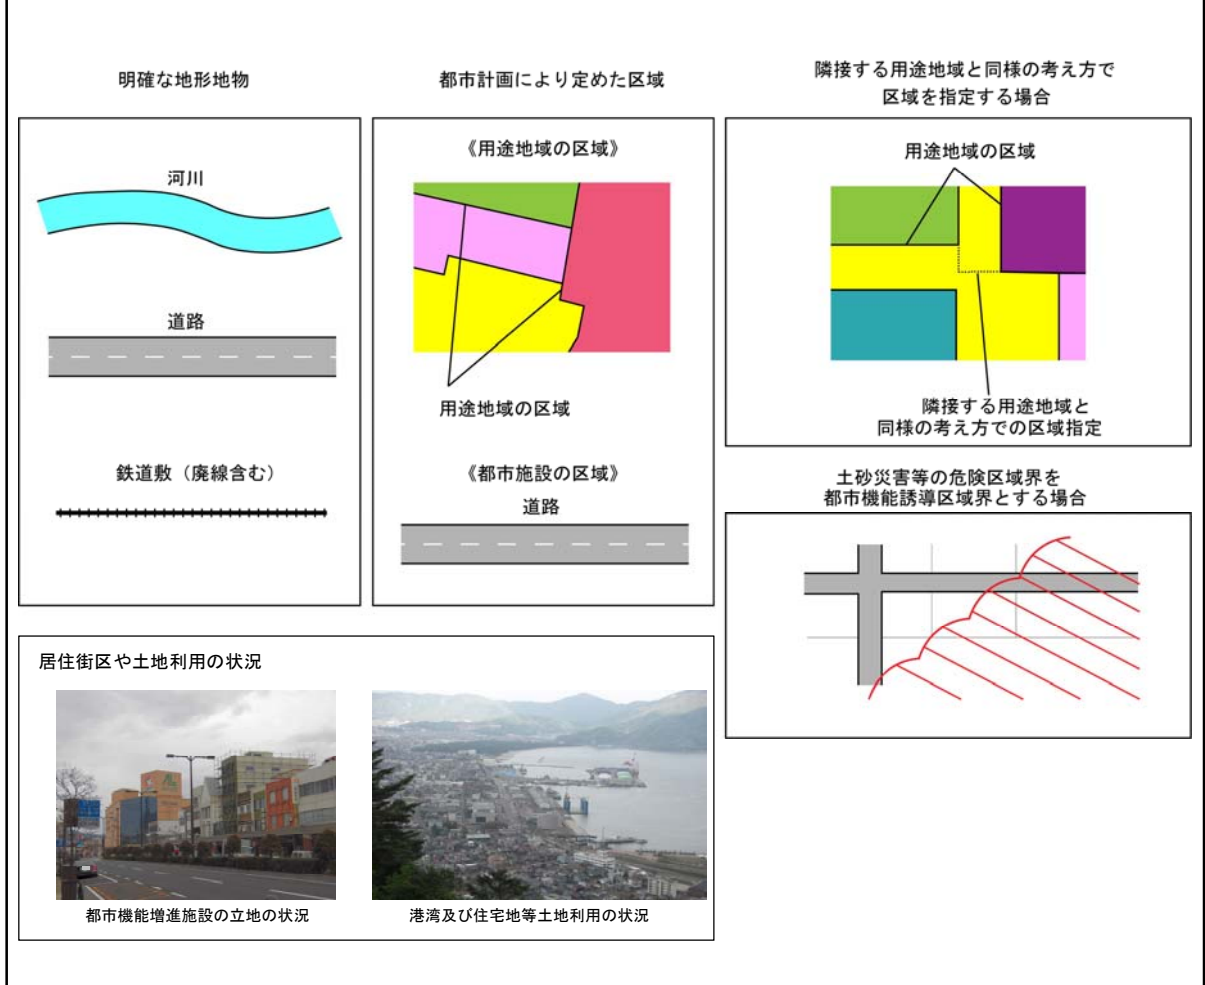 明確な地形地物
河川
道路
鉄道敷（廃線含む）
都市計画により定めた区域
《用途地域の区域》
用途地域の区域
《都市施設の区域》
道路
隣接する用途地域と同様の考え方で
区域を指定する場合
用途地域の区域
隣接する用途地域と
同様の考え方での区域指定
土砂災害等の危険区域界を
都市機能誘導区域界とする場合
居住街区や土地利用の状況
都市機能増進施設の立地の状況
港湾及び住宅地等土地利用の状況